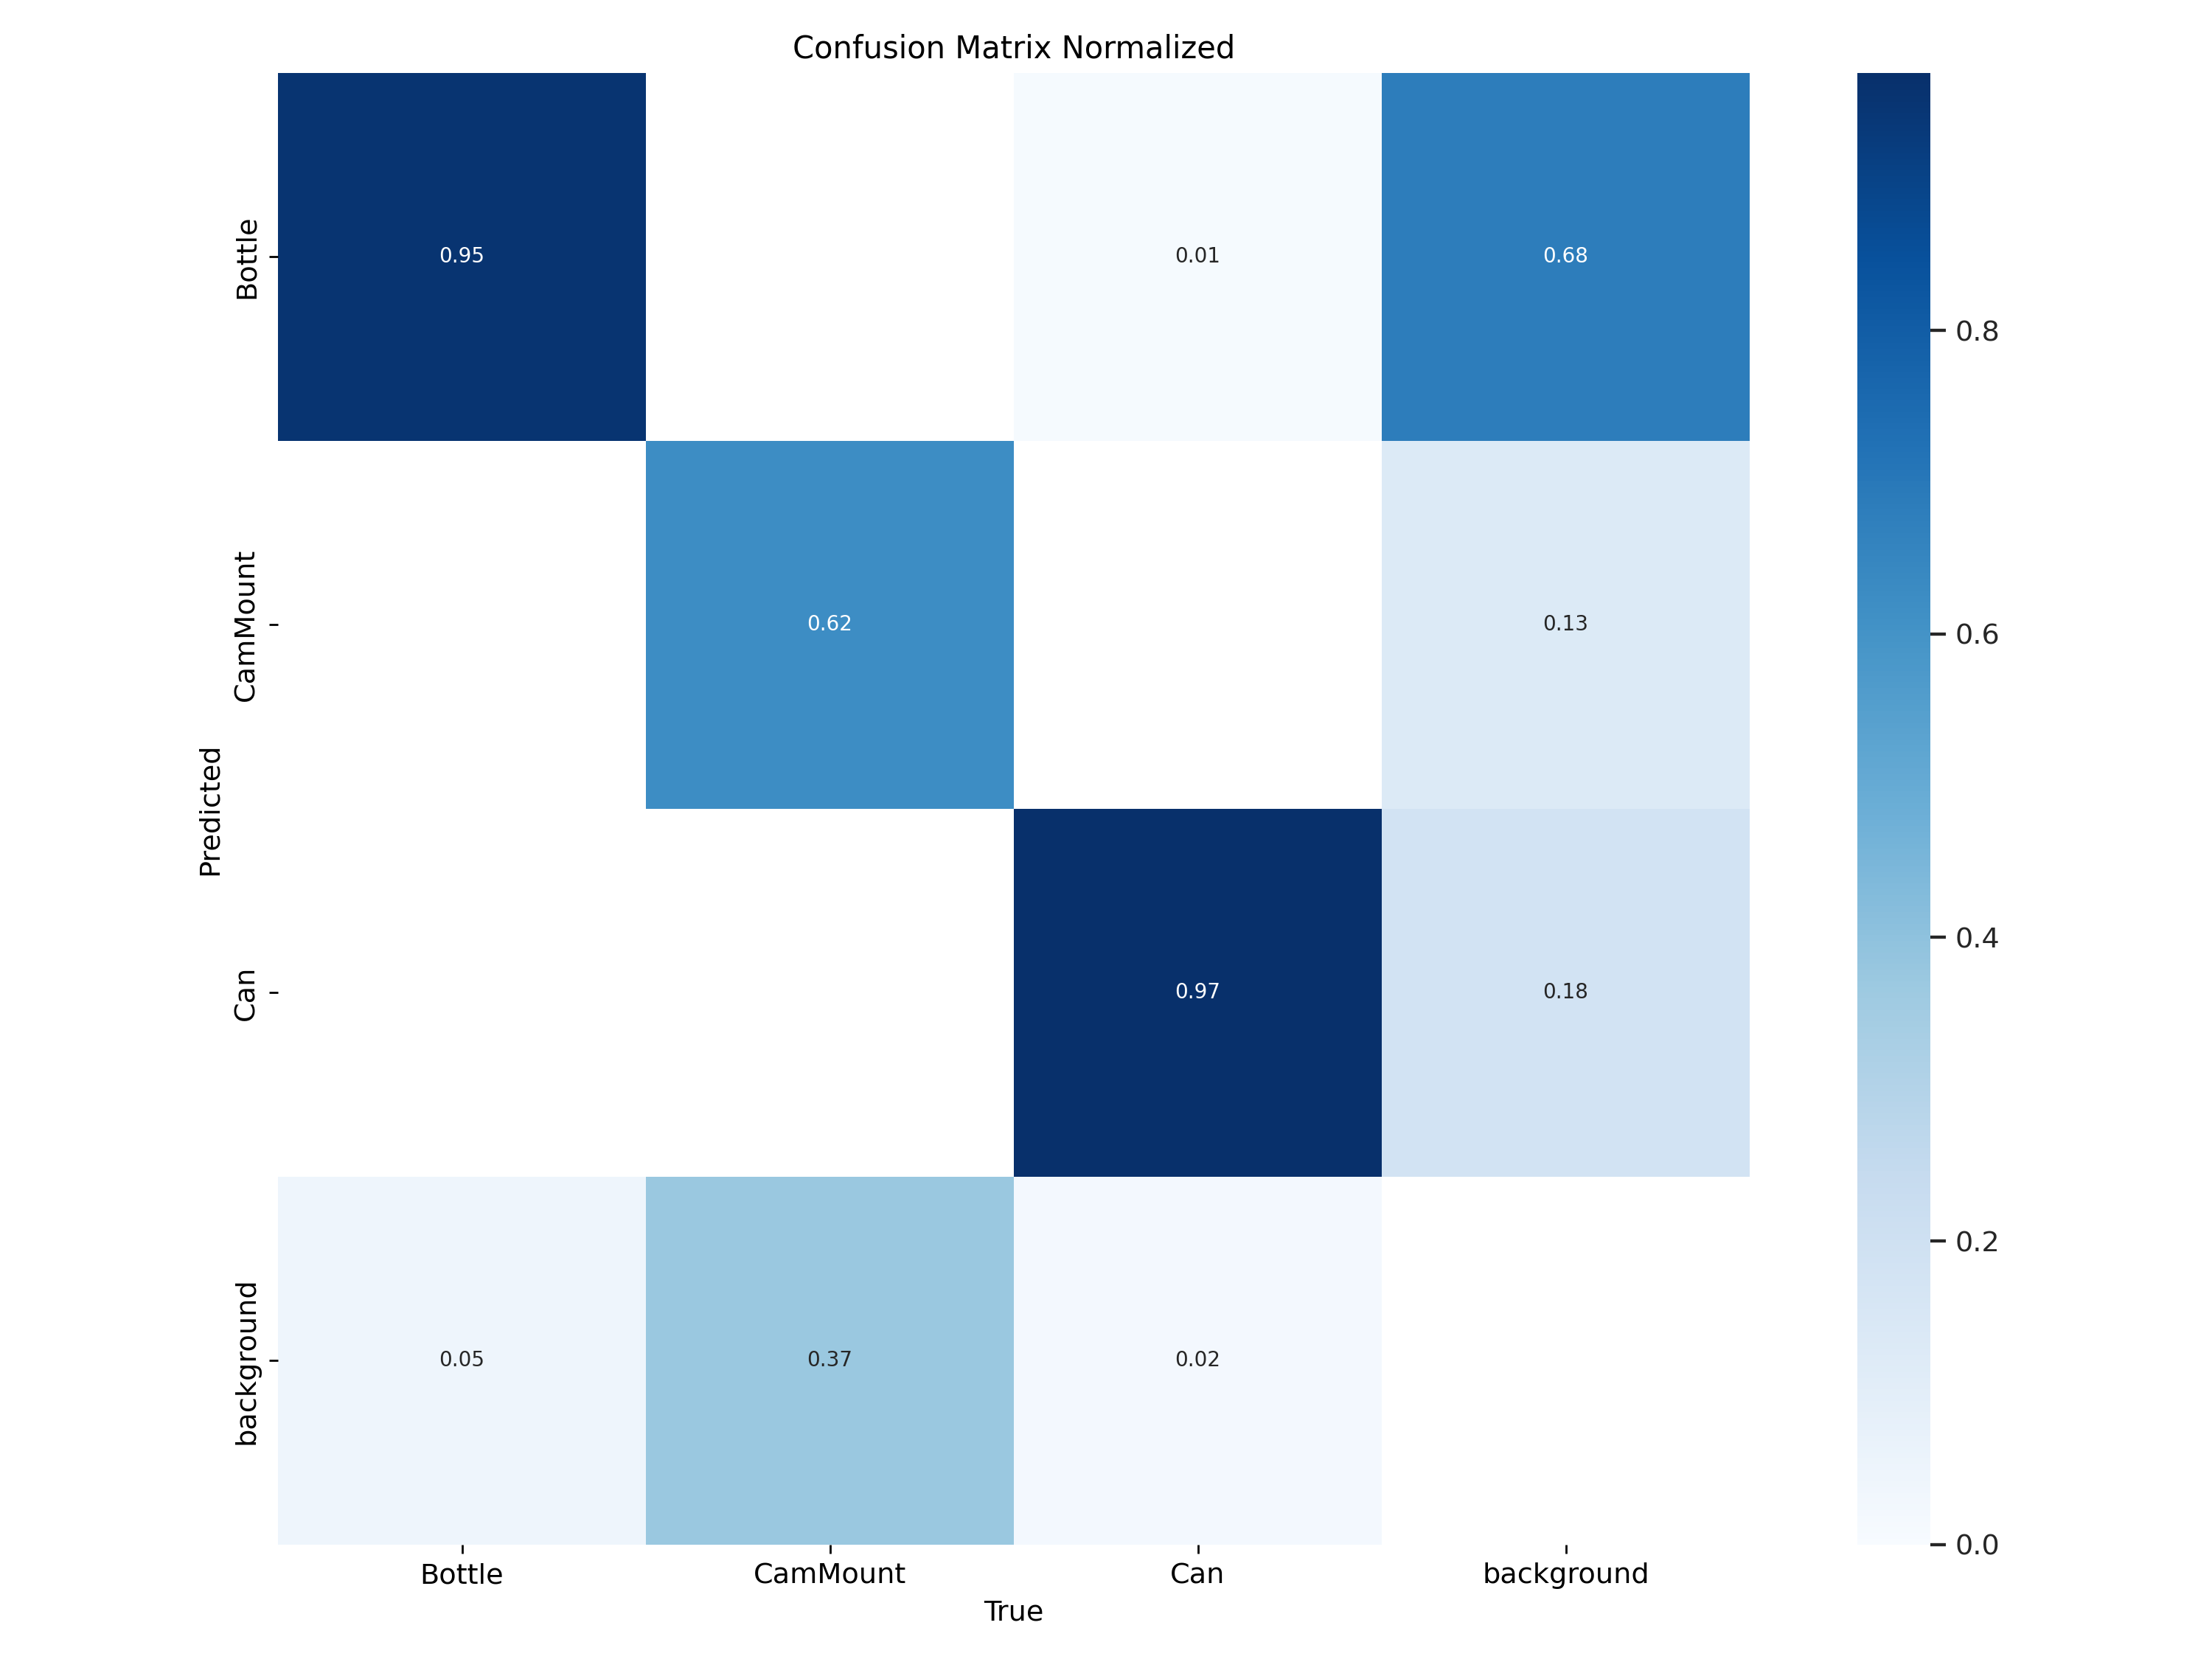 Confusion Matrix Normalized
Predicted
Bottle
0.95
0.01
0.68
CamMount
0.62
0.13
Can
0.97
0.18
background
0.05
0.37
0.02
Bottle
CamMount
Can
background
True
0.8
0.6
0.4
0.2
0.0